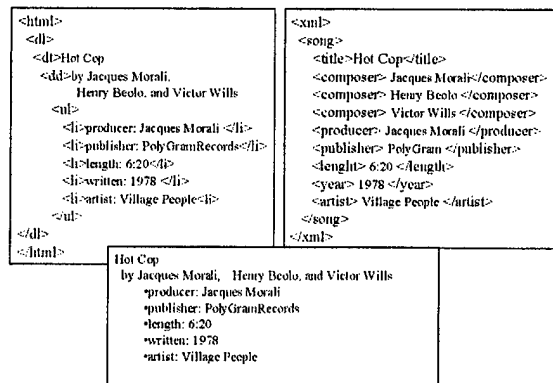 <html>
<dl>
<dt>Hot Cop
<dd>by Jacques Morali,
Henry Beolo, and Victor Wills
<ul>
<li>producer: Jacques Morali </li>
<li>publisher: PolyGramRecords</li>
<li>length: 6:20</li>
<li>written: 1978 </li>
<li>artist: Village People<li>
</ul>
</dl>
</html>
<xml>
<song>
<title>Hot Cop</title>
<composer> Jacques Morali</composer>
<composer> Henry Beolo </composer>
<composer> Victor Wills </composer>
<producer> Jacques Morali </producer>
<publisher> PolyGram </publisher>
<lenght> 6:20 </length>
<year> 1978 </year>
<artist> Village People </artist>
</song>
</xml>
Hot Cop
by Jacques Morali, Henry Beolo, and Victor Wills
•producer: Jacques Morali
•publisher: PolyGramRecords
•length: 6:20
•written: 1978
•artist: Village People